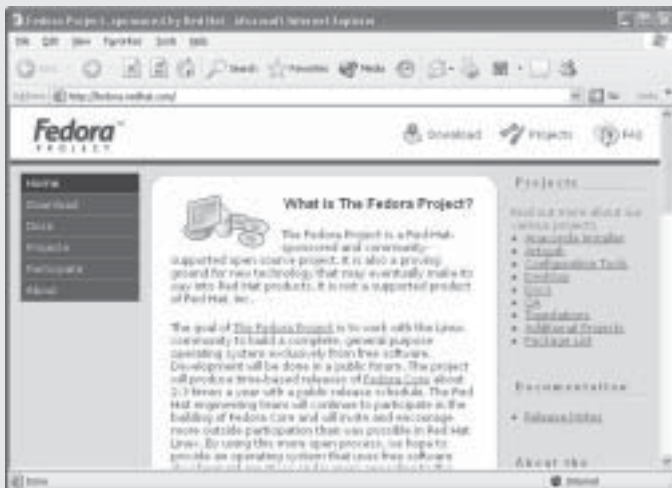 Fedora Project, sponsored by Red Hat - Microsoft Internet Explorer
File Edit View Favorites Tools Help
Search Favorites Media
Address http://fedora.redhat.com/ Go
Fedora™
PROJECT
Download Projects FAQ
Home
Download
Docs
Projects
Participate
About
What is The Fedora Project?
The Fedora Project is a Red-Hat-
sponsored and community-
supported open source project. It is also a proving
ground for new technology that may eventually make its
way into Red Hat products. It is not a supported product
of Red Hat, Inc.
The goal of The Fedora Project is to work with the Linux
community to build a complete, general purpose
operating system exclusively from free software.
Development will be done in a public forum. The project
will produce time-based releases of Fedora Core about
2-3 times a year with a public release schedule. The Red
Hat engineering team will continue to participate in the
building of Fedora Core and will invite and encourage
more outside participation than was possible in Red Hat
Linux. By using this more open process, we hope to
provide an operating system that uses free software
Projects
Find out more about our
various projects
Anaconda Installer
Artwork
Configuration Tools
Desktop
Docs
QA
Translations
Additional Projects
Package List
Documentation
Release Notes
About the
Internet